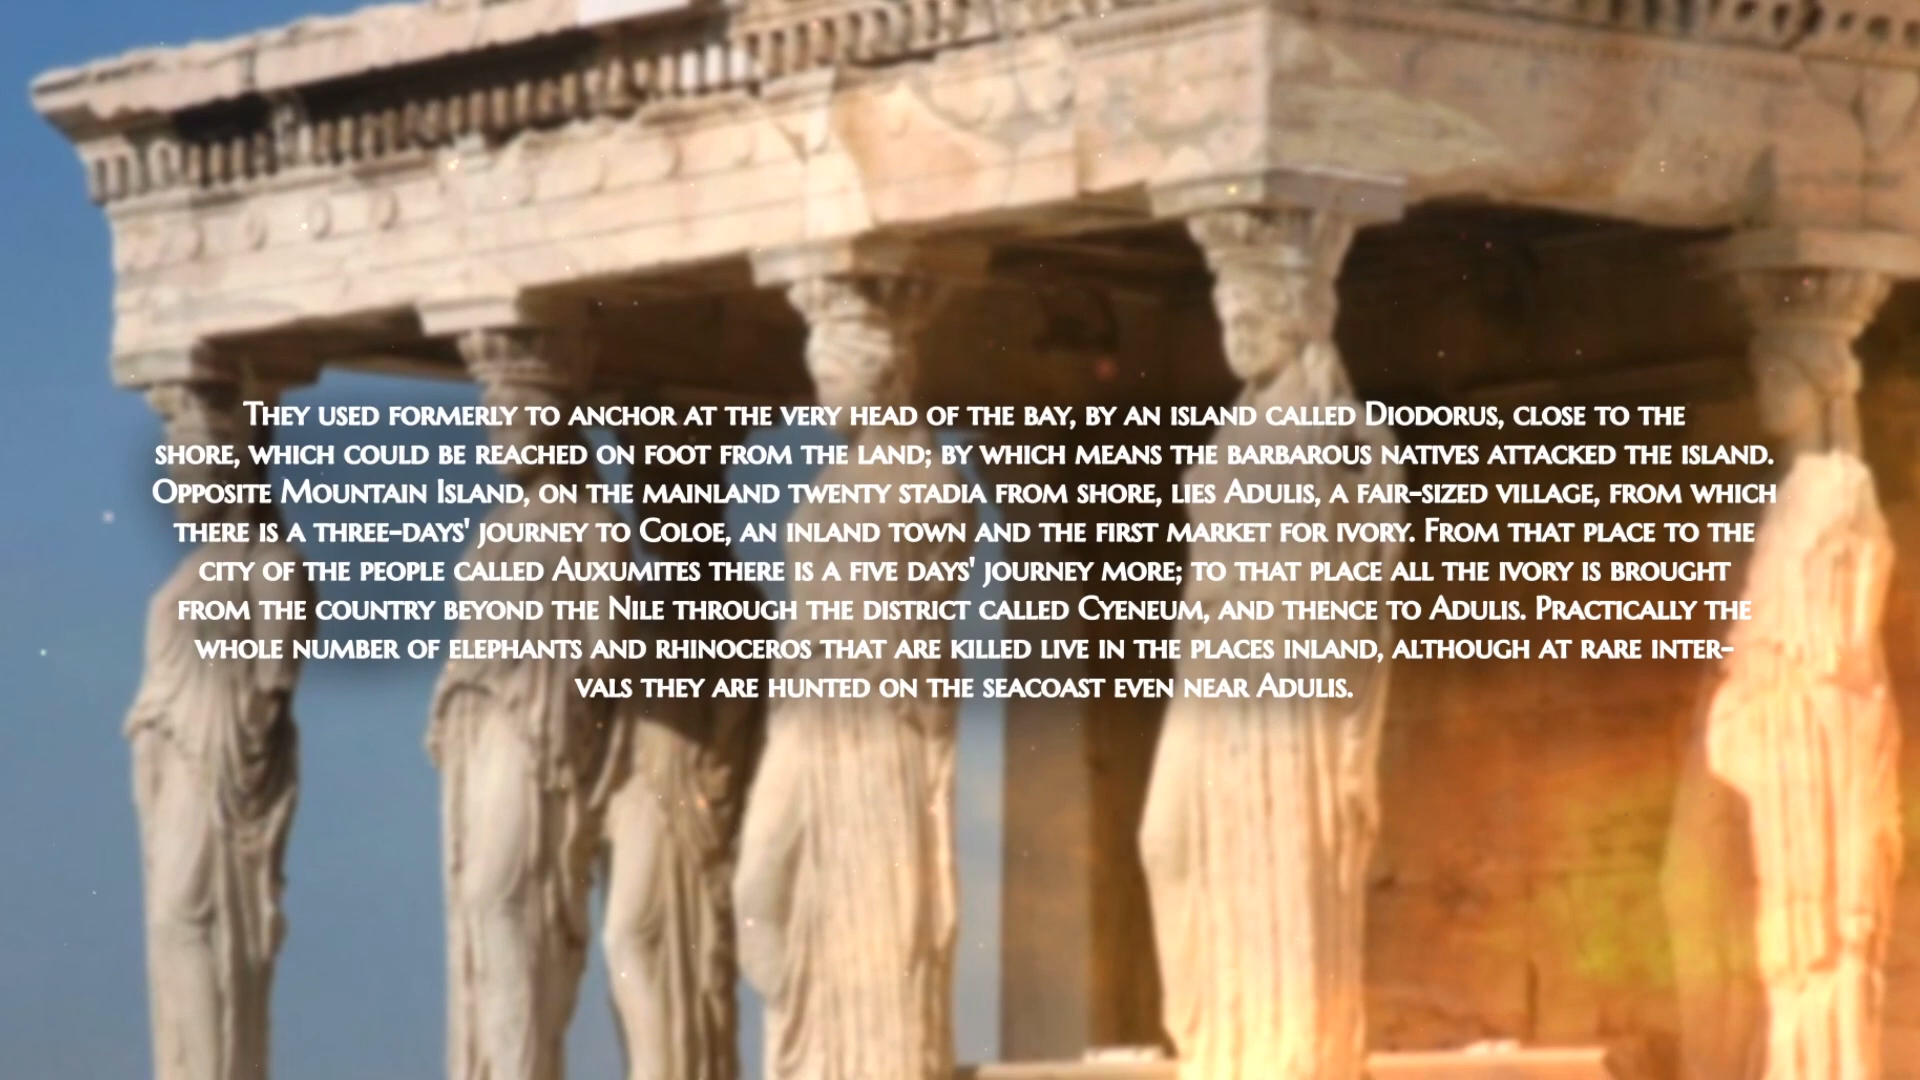 They used formerly to anchor at the very head of the bay, by an island called Diodorus, close to the
shore, which could be reached on foot from the land; by which means the barbarous natives attacked the island.
Opposite Mountain Island, on the mainland twenty stadia from shore, lies Adulis, a fair-sized village, from which
there is a three-days' journey to Coloe, an inland town and the first market for ivory. From that place to the
city of the people called Auxumites there is a five days' journey more; to that place all the ivory is brought
from the country beyond the Nile through the district called Cyeneum, and thence to Adulis. Practically the
whole number of elephants and rhinoceros that are killed live in the places inland, although at rare inter-
vals they are hunted on the seacoast even near Adulis.